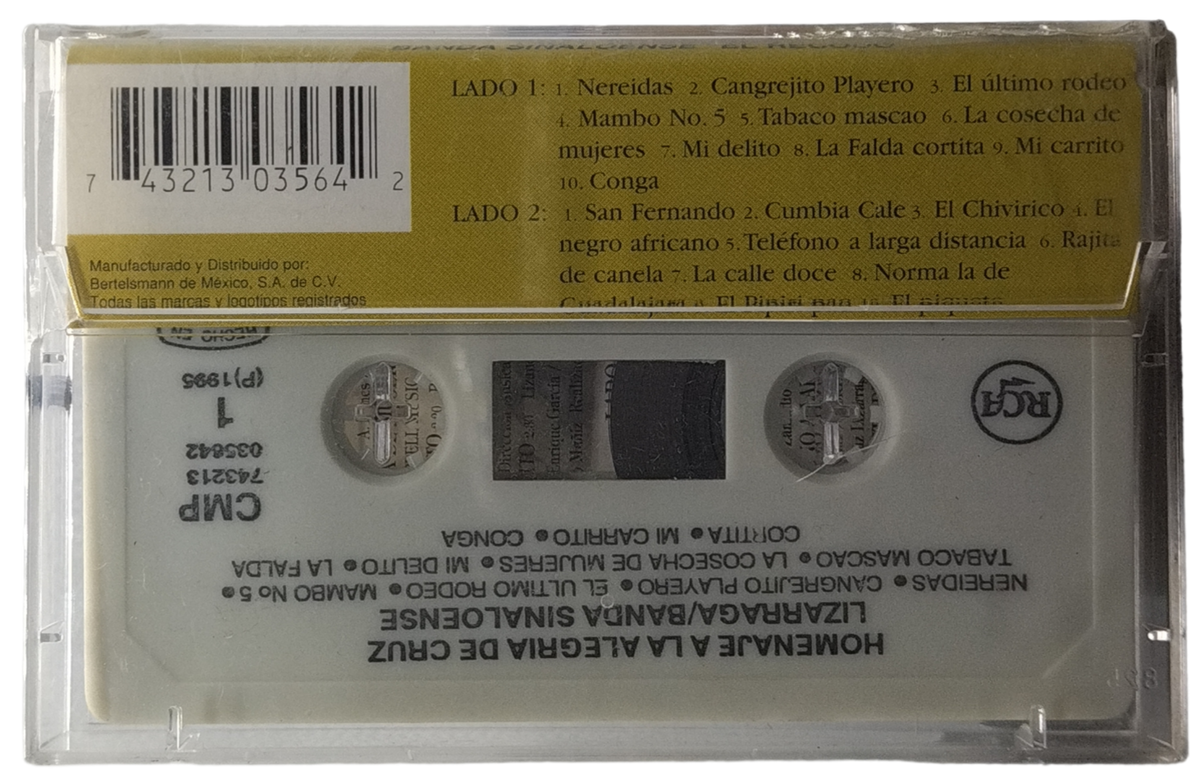 BANDA SINALOENSE EL RECODO
LADO 1: 1. Nereidas 2. Cangrejito Playero 3. El último rodeo
4. Mambo No. 5 5. Tabaco mascao 6. La cosecha de
mujeres 7. Mi delito 8. La Falda cortita 9. Mi carrito
10. Conga
LADO 2: 1. San Fernando 2. Cumbia Cale 3. El Chivirico 4. El
negro africano 5. Teléfono a larga distancia 6. Rajita
de canela 7. La calle doce 8. Norma la de
7 43213 03564 2
Manufacturado y Distribuido por:
Bertelsmann de México, S.A. de C.V.
Todas las marcas y logotipos registrados
HOMENAJE A LA ALEGRIA DE CRUZ
LIZARRAGA/BANDA SINALOENSE
NEREIDAS ● CANGREJITO PLAYERO ● EL ULTIMO RODEO ● MAMBO No 5 ●
TABACO MASCAO ● LA COSECHA DE MUJERES ● MI DELITO ● LA FALDA
CORTITA ● MI CARRITO ● CONGA
CMP
743213
035642
1
(P)1995
HECHO EN
RCA